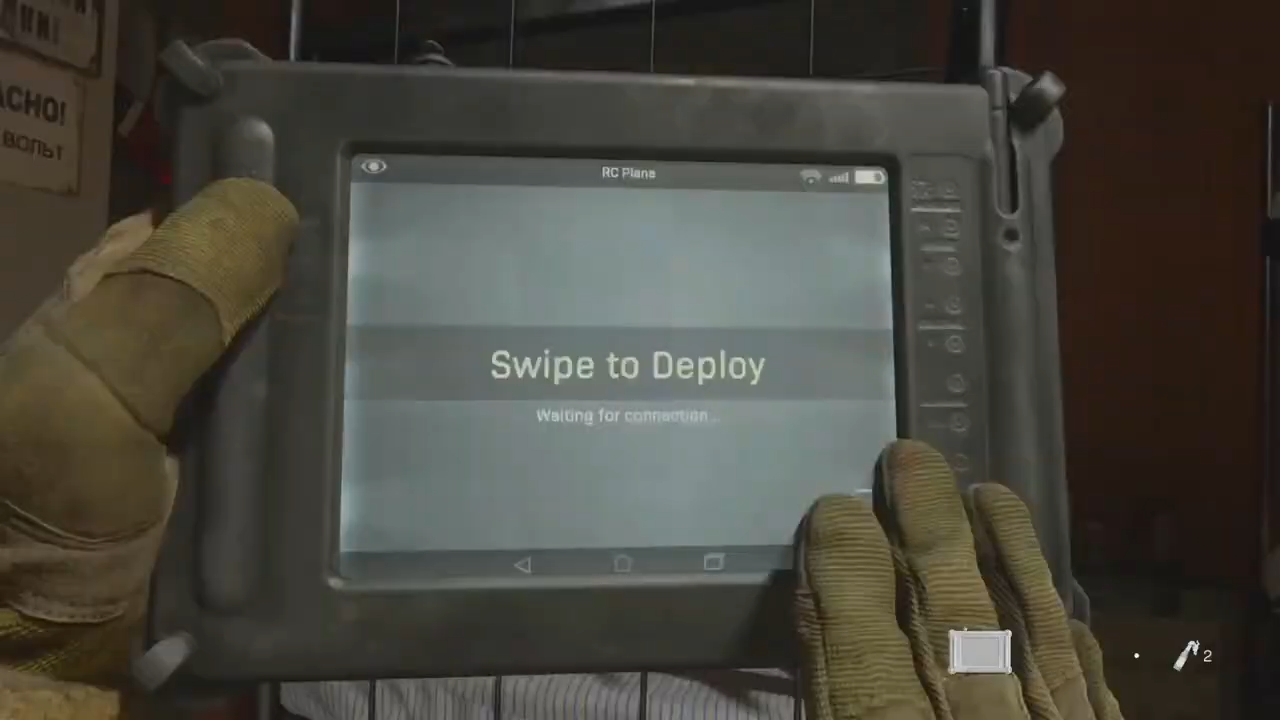 АСНО!
ВОЛЬТ
RC Plane
Swipe to Deploy
Waiting for connection...
2